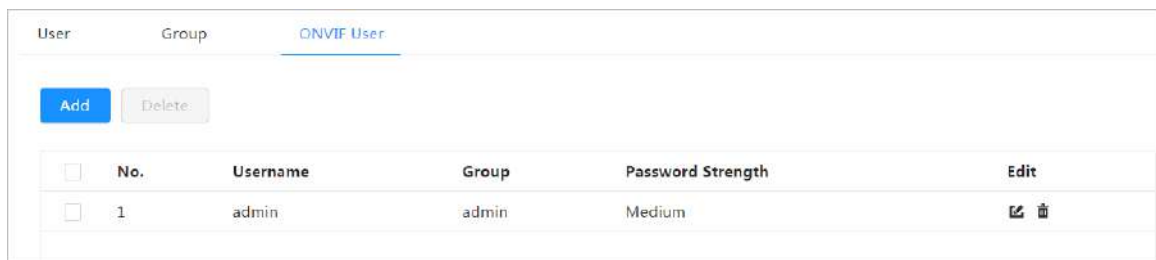 User Group ONVIF User
Add Delete
No. Username Group Password Strength Edit
1 admin admin Medium